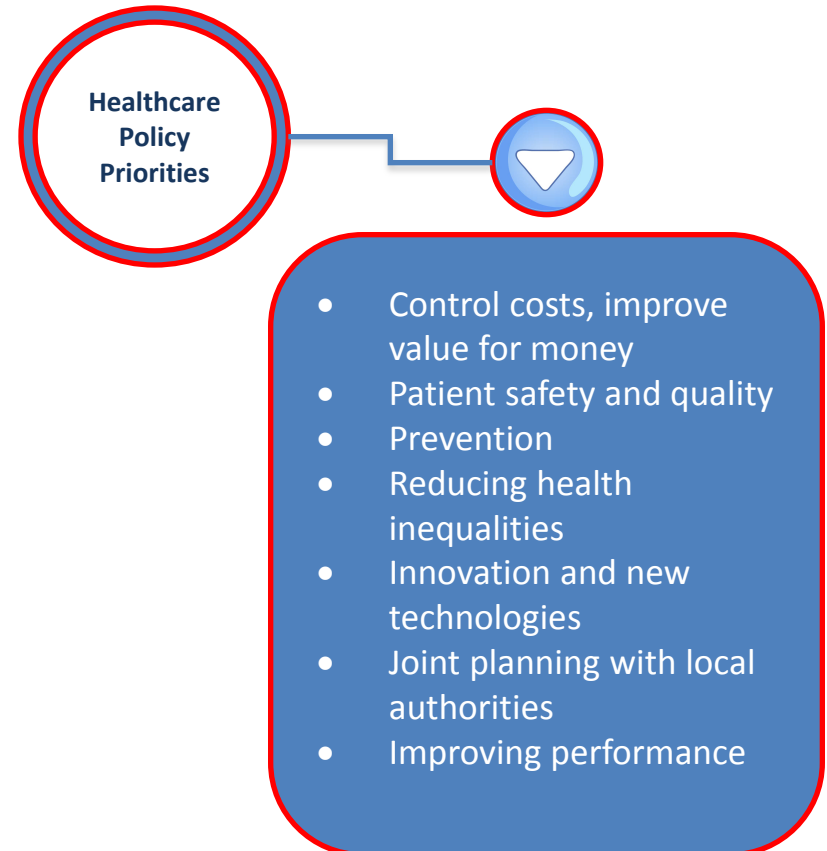 Healthcare
Policy
Priorities
• Control costs, improve
value for money
• Patient safety and quality
• Prevention
• Reducing health
inequalities
• Innovation and new
technologies
• Joint planning with local
authorities
• Improving performance